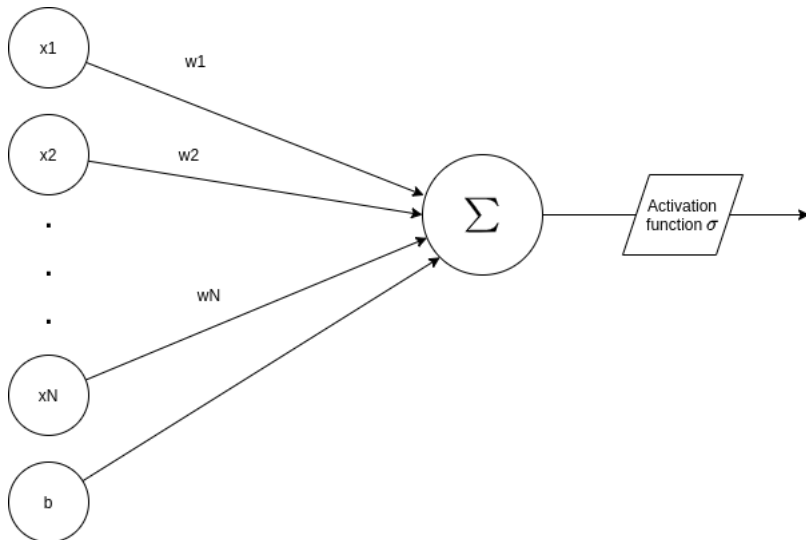 x1
w1
x2
w2
.
.
.
wN
xN
b
∑
Activation
function σ